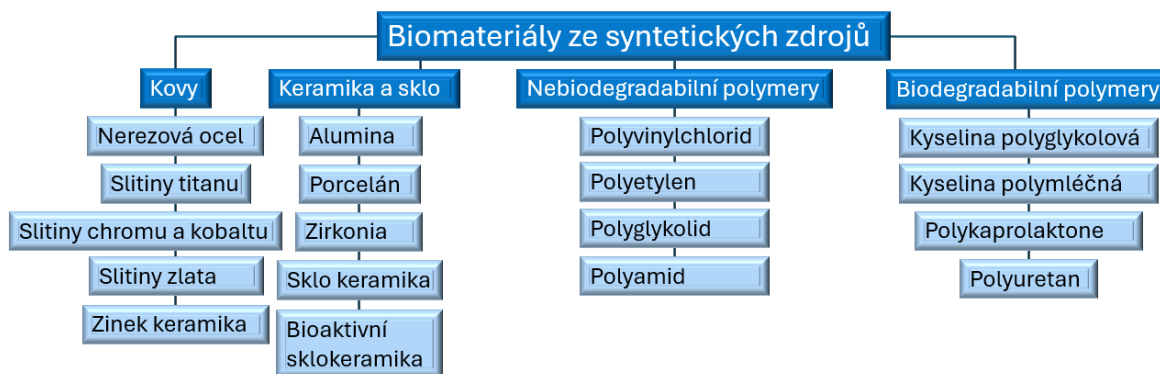 Biomateriály ze syntetických zdrojů
Kovy
Nerezová ocel
Slitiny titanu
Slitiny chromu a kobaltu
Slitiny zlata
Zinek keramika
Keramika a sklo
Alumina
Porcelán
Zirkonia
Sklo keramika
Bioaktivní
sklokeramika
Nebiodegradabilní polymery
Polyvinylchlorid
Polyetylen
Polyglykolid
Polyamid
Biodegradabilní polymery
Kyselina polyglykolová
Kyselina polymléčná
Polykaprolaktone
Polyuretan